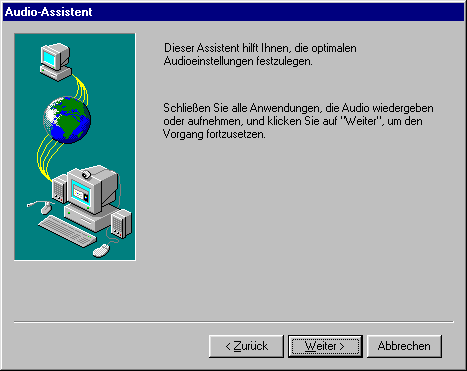 Audio-Assistent
Dieser Assistent hilft Ihnen, die optimalen
Audioeinstellungen festzulegen.
Schließen Sie alle Anwendungen, die Audio wiedergeben
oder aufnehmen, und klicken Sie auf "Weiter", um den
Vorgang fortzusetzen.
< Zurück
Weiter >
Abbrechen